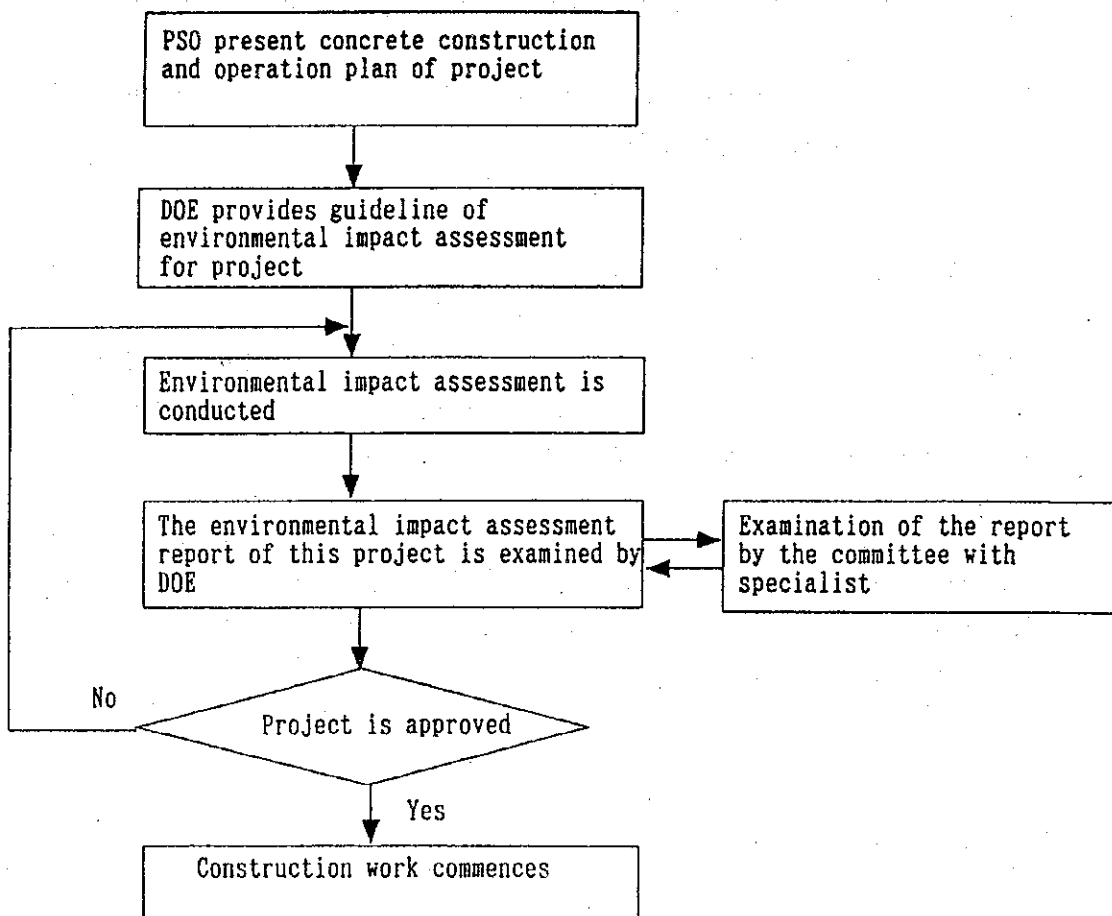 PSO present concrete construction
and operation plan of project
DOE provides guideline of
environmental impact assessment
for project
Environmental impact assessment is
conducted
The environmental impact assessment
report of this project is examined by
DOE
Examination of the report
by the committee with
specialist
No
Project is approved
Yes
Construction work commences